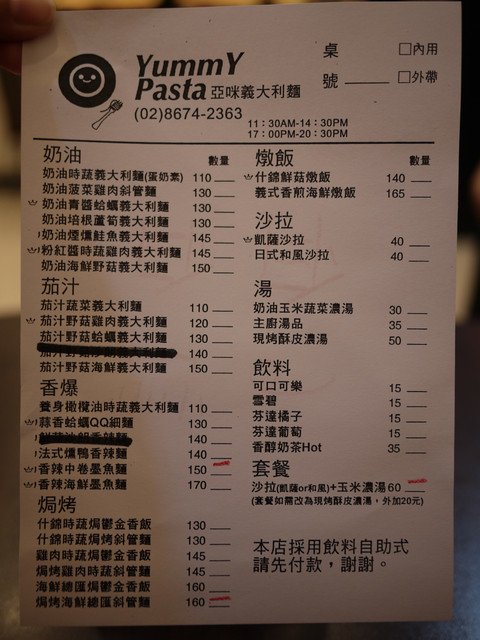 YummY
Pasta 亞咪義大利麵
(02)8674-2363
桌 □內用
號 □外帶
11：30AM-14：30PM
17：00PM-20：30PM
奶油 數量
奶油時蔬義大利麵(蛋奶素) 110
奶油菠菜雞肉斜管麵 130
奶油青醬蛤蠣義大利麵 130
奶油培根蘆筍義大利麵 130
奶油煙燻鮭魚義大利麵 145
粉紅醬時蔬雞肉義大利麵 145
奶油海鮮野菇義大利麵 150
茄汁
茄汁蔬菜義大利麵 110
茄汁野菇雞肉義大利麵 120
茄汁野菇蛤蠣義大利麵 130
140
茄汁野菇海鮮義大利麵 150
香爆
養身橄欖油時蔬義大利麵 110
蒜香蛤蠣QQ細麵 130
140
法式燻鴨香辣麵 140
香辣中卷墨魚麵 150
香辣海鮮墨魚麵 170
焗烤
什錦時蔬焗鬱金香飯 130
什錦時蔬焗烤斜管麵 130
雞肉時蔬焗鬱金香飯 145
焗烤雞肉時蔬斜管麵 145
海鮮總匯焗鬱金香飯 160
焗烤海鮮總匯斜管麵 160
燉飯 數量
什錦鮮菇燉飯 140
義式香煎海鮮燉飯 165
沙拉
凱薩沙拉 40
日式和風沙拉 40
湯
奶油玉米蔬菜濃湯 30
主廚湯品 35
現烤酥皮濃湯 50
飲料
可口可樂 15
雪碧 15
芬達橘子 15
芬達葡萄 15
香醇奶茶Hot 35
套餐
沙拉(凱薩or和風)+玉米濃湯60
(套餐如需改為現烤酥皮濃湯，外加20元)
本店採用飲料自助式
請先付款，謝謝。